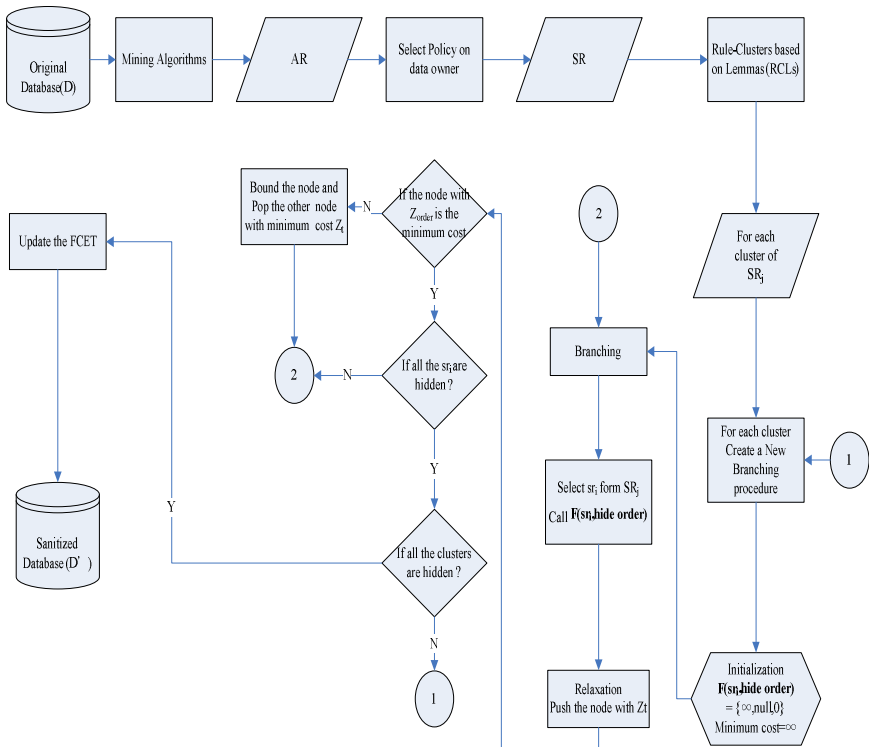 Original
Database(D)
Mining Algorithms
AR
Select Policy on
data owner
SR
Rule-Clusters based
on Lemmas(RCLs)
For each
cluster of
SRj
For each cluster
Create a New
Branching
procedure
1
Initialization
F(sri,hide order)
= {∞,null,0}
Minimum cost=∞
2
Branching
Select sri form SRj
Call F(sri,hide order)
Relaxation
Push the node with Zt
If the node with
Zorder is the
minimum cost
N
Bound the node and
Pop the other node
with minimum cost Zt
Y
If all the sri are
hidden ?
N
2
Y
If all the clusters
are hidden ?
Y
N
1
Update the FCET
Sanitized
Database(D’ )